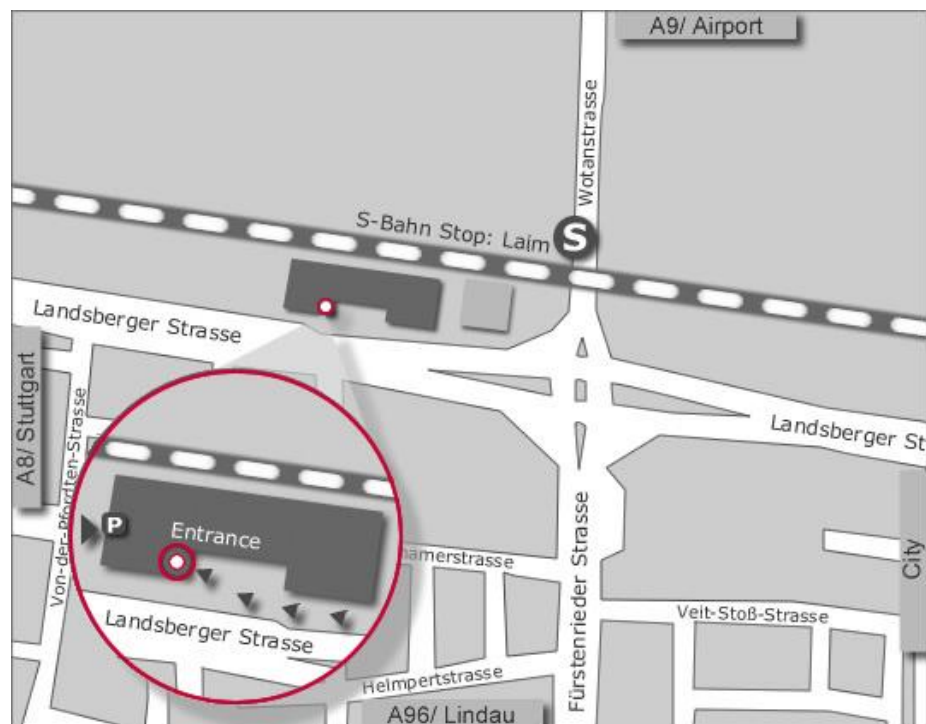 A9/ Airport
Wotanstrasse
S-Bahn Stop: Laim
S
Landsberger Strasse
A8/ Stuttgart
Von-der-Pfordten-Strasse
Landsberger St
P
Entrance
Landsberger Strasse
namerstrasse
Fürstenrieder Strasse
City
Veit-Stoß-Strasse
Helmpertstrasse
A96/ Lindau